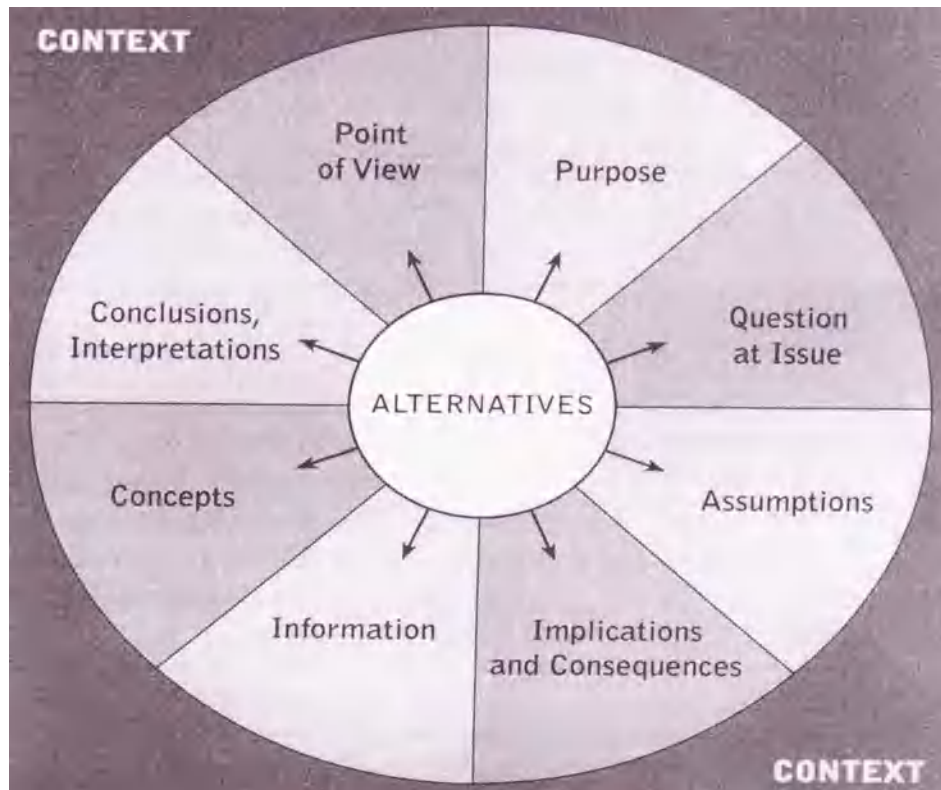 CONTEXT
Point
of View
Purpose
Conclusions,
Interpretations
Question
at Issue
ALTERNATIVES
Concepts
Assumptions
Information
Implications
and Consequences
CONTEXT